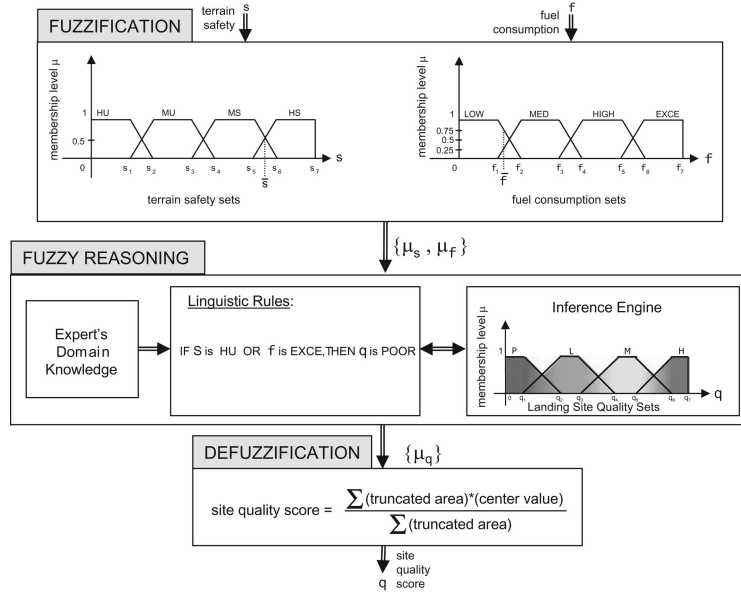 FUZZIFICATION
terrain safety s
fuel consumption f
membership level μ
1
0.5
0
HU MU MS HS
s1 s2 s3 s4 s5 s6 s7 s
s̅
terrain safety sets
membership level μ
1
0.75
0.5
0.25
0
LOW MED HIGH EXCE
f1 f2 f3 f4 f5 f6 f7 f
f̅
fuel consumption sets
{μs , μf}
FUZZY REASONING
Expert's
Domain
Knowledge
Linguistic Rules:
IF S is HU OR f is EXCE,THEN q is POOR
Inference Engine
membership level μ
1
P L M H
0 q1 q2 q3 q4 q5 q6 q7 q
Landing Site Quality Sets
DEFUZZIFICATION
{μq}
site quality score = ∑(truncated area)*(center value)
∑(truncated area)
q site quality score